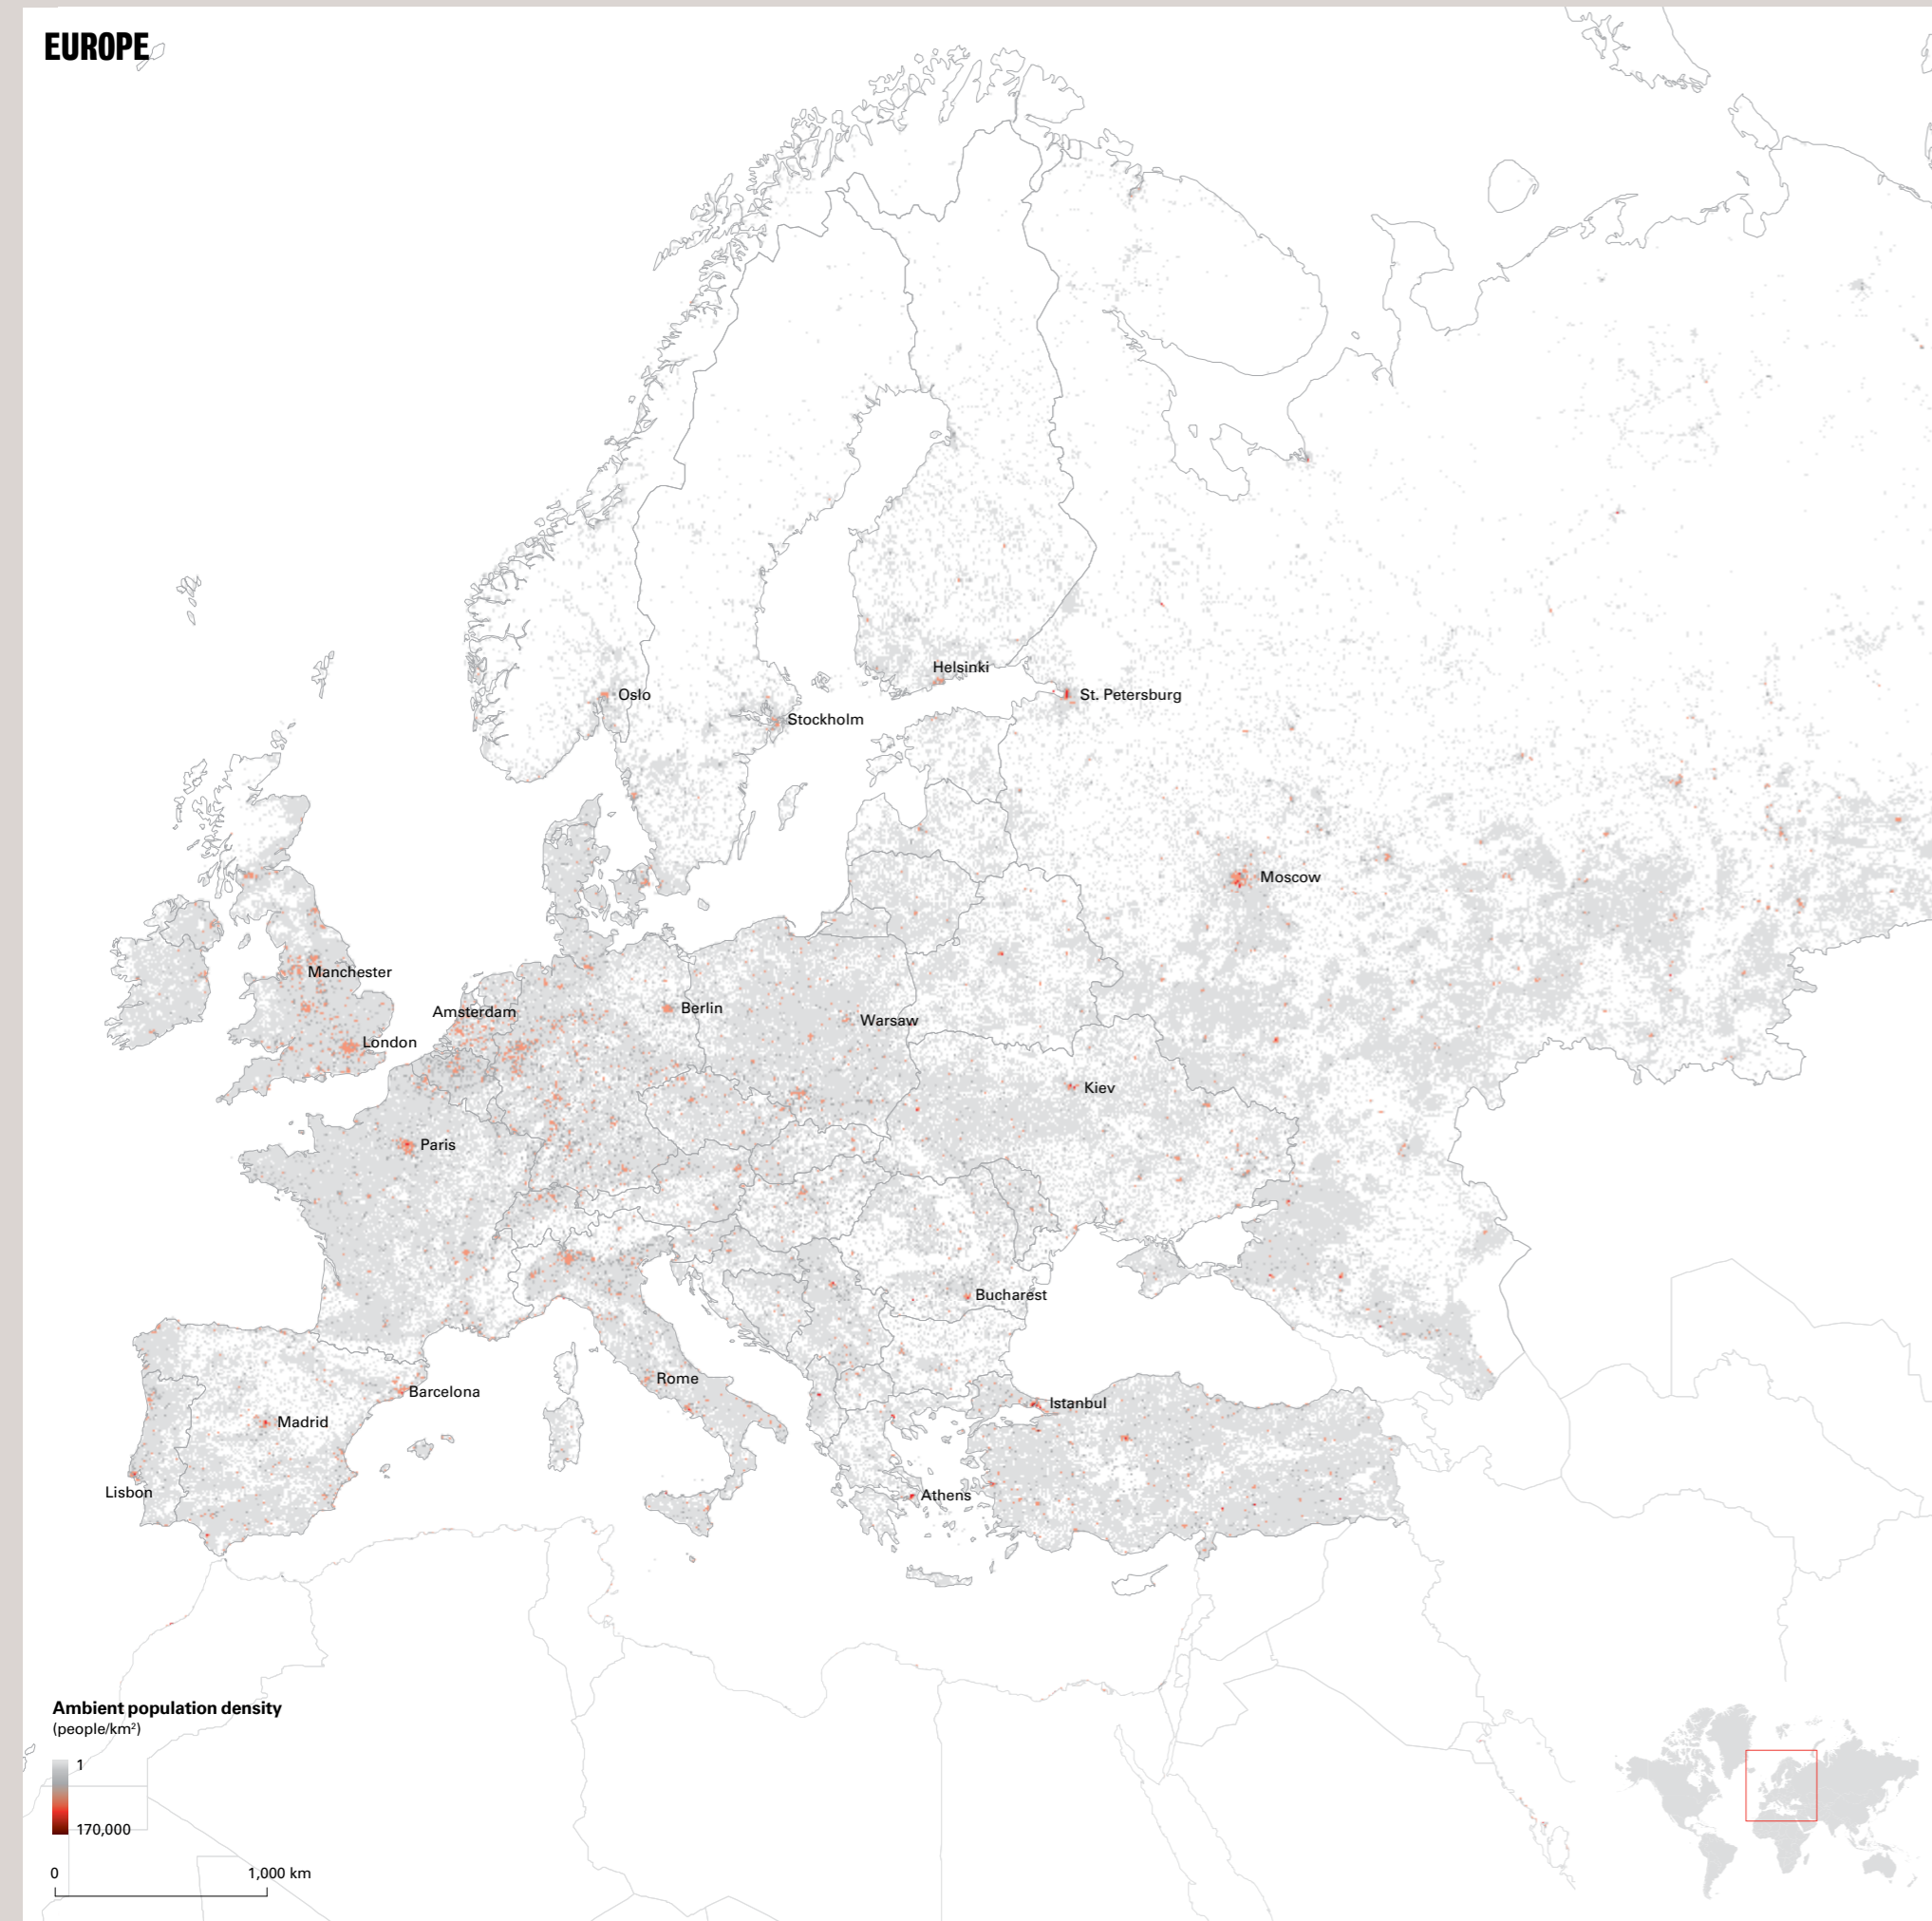 EUROPE
Helsinki
Oslo
St. Petersburg
Stockholm
Moscow
Manchester
Amsterdam
Berlin
Warsaw
London
Kiev
Paris
Bucharest
Rome
Barcelona
Istanbul
Madrid
Lisbon
Athens
Ambient population density
(people/km²)
1
170,000
0 1,000 km